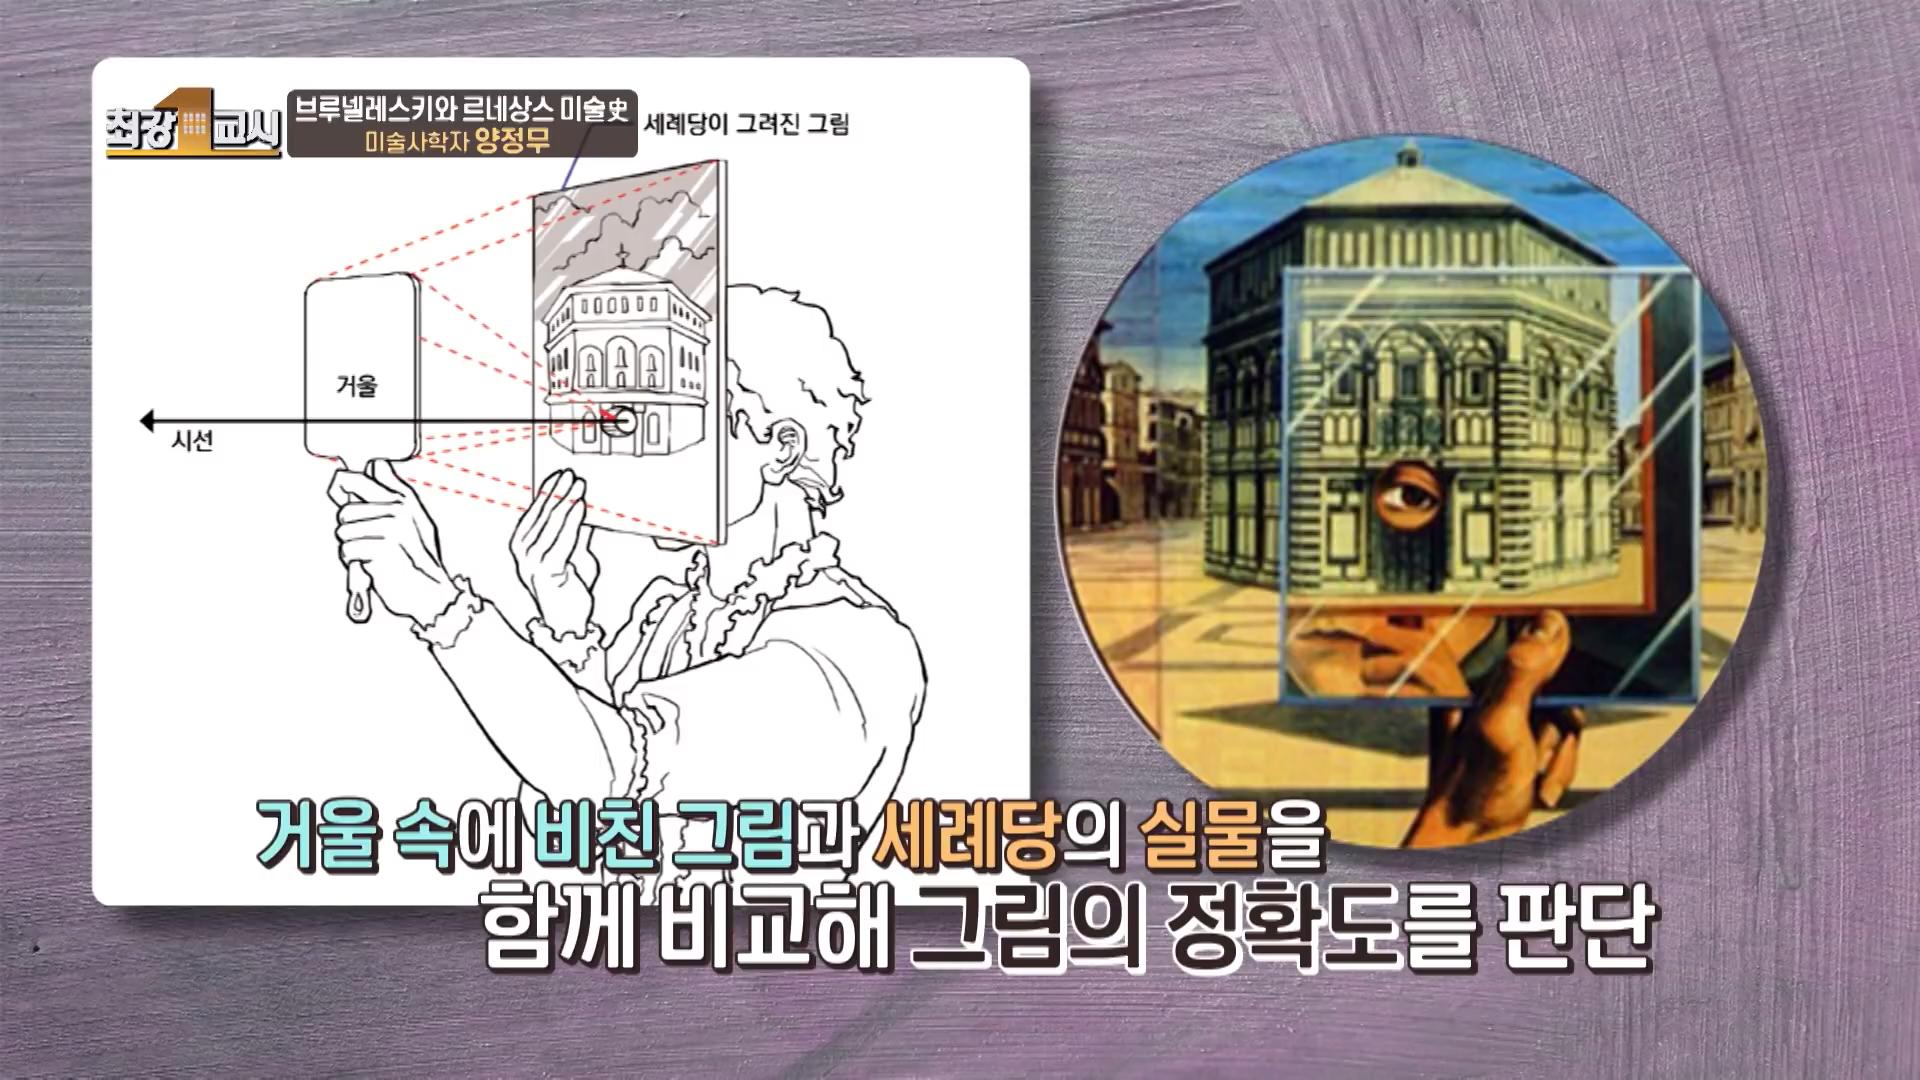 최강1교시
브루넬레스키와 르네상스 미술史
미술사학자 양정무
세례당이 그려진 그림
거울
시선
거울 속에 비친 그림과 세례당의 실물을
함께 비교해 그림의 정확도를 판단